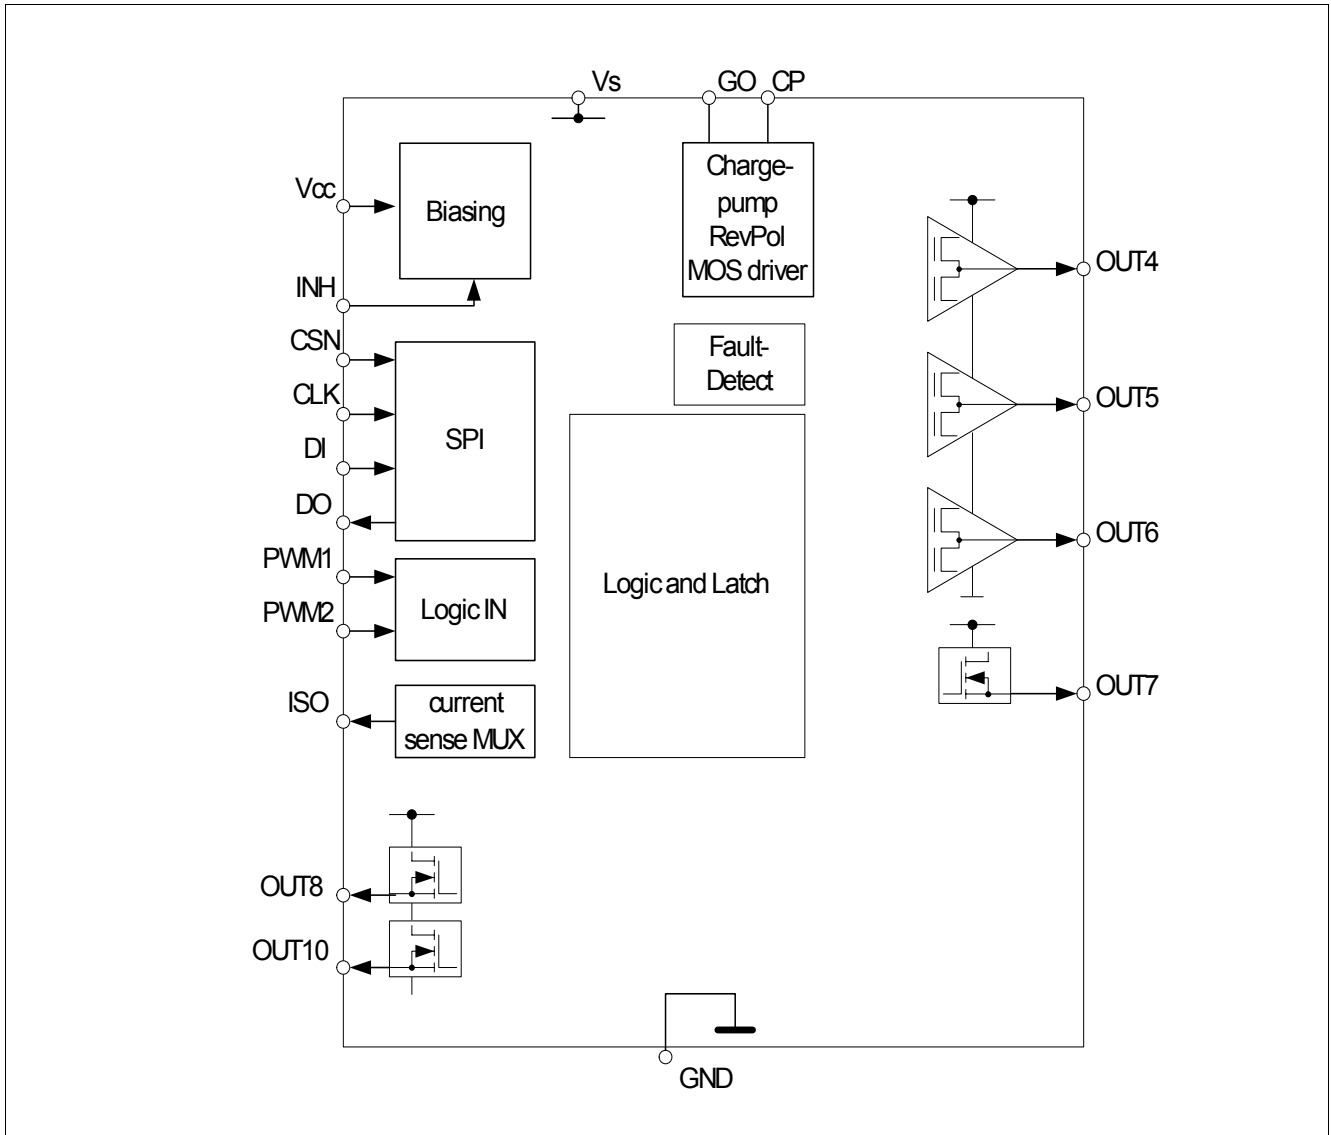 Vs
GO CP
Vcc
INH
CSN
CLK
DI
DO
PWM1
PWM2
ISO
OUT8
OUT10
Biasing
SPI
Logic IN
current
sense MUX
Charge-
pump
RevPol
MOS driver
Fault-
Detect
Logic and Latch
OUT4
OUT5
OUT6
OUT7
GND